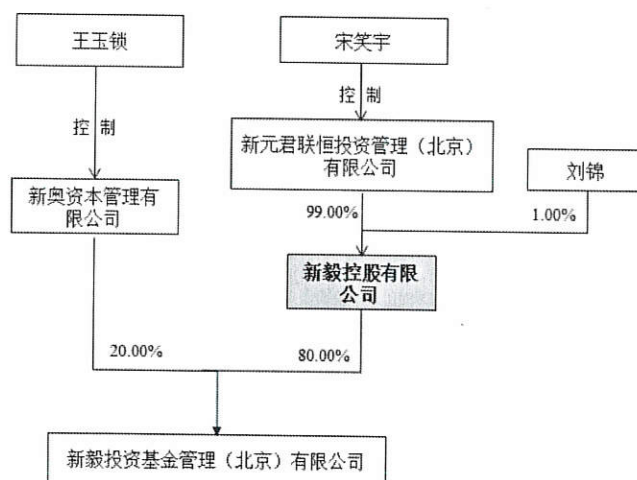 王玉锁
宋笑宇
控 制
控 制
新元君联恒投资管理（北京）
有限公司
刘锦
新奥资本管理有
限公司
99.00%
1.00%
新毅控股有限
公司
20.00%
80.00%
新毅投资基金管理（北京）有限公司